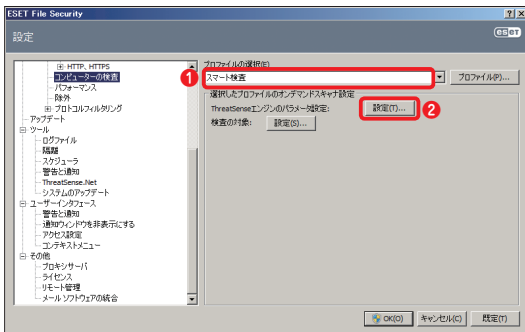 ESET File Security
eset
設定
HTTP、HTTPS
コンピューターの検査
パフォーマンス
除外
プロトコルフィルタリング
アップデート
ツール
ログファイル
隔離
スケジューラ
警告と通知
ThreatSense.Net
システムのアップデート
ユーザーインタフェース
警告と通知
通知ウィンドウを非表示にする
アクセス設定
コンテキストメニュー
その他
プロキシサーバ
ライセンス
リモート管理
メール ソフトウェアの統合
プロファイルの選択(E)
1 スマート検査 プロファイル(P)...
選択したプロファイルのオンデマンドスキャナ設定
ThreatSenseエンジンのパラメータ設定: 設定(T)... 2
検査の対象: 設定(S)...
OK(O) キャンセル(C) 既定(T)